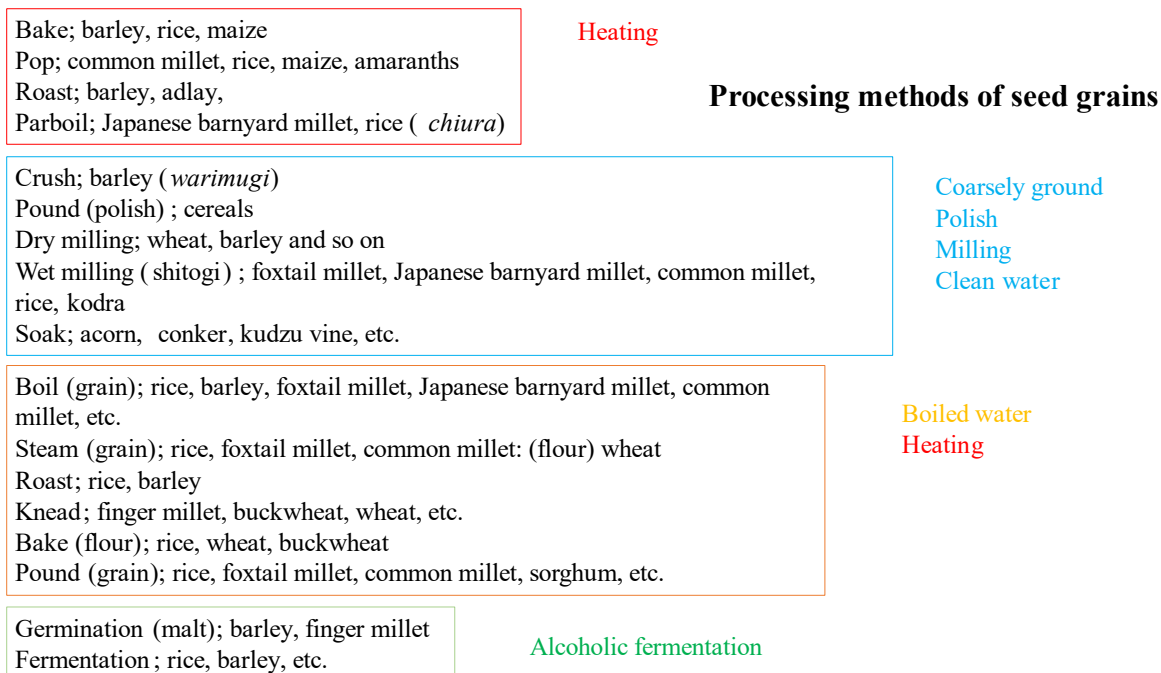 Bake; barley, rice, maize
Pop; common millet, rice, maize, amaranths
Roast; barley, adlay,
Parboil; Japanese barnyard millet, rice ( chiura)
Heating
Processing methods of seed grains
Crush; barley (warimugi)
Pound (polish) ; cereals
Dry milling; wheat, barley and so on
Wet milling (shitogi) ; foxtail millet, Japanese barnyard millet, common millet,
rice, kodra
Soak; acorn, conker, kudzu vine, etc.
Coarsely ground
Polish
Milling
Clean water
Boil (grain); rice, barley, foxtail millet, Japanese barnyard millet, common
millet, etc.
Steam (grain); rice, foxtail millet, common millet: (flour) wheat
Roast; rice, barley
Knead; finger millet, buckwheat, wheat, etc.
Bake (flour); rice, wheat, buckwheat
Pound (grain); rice, foxtail millet, common millet, sorghum, etc.
Boiled water
Heating
Germination (malt); barley, finger millet
Fermentation; rice, barley, etc.
Alcoholic fermentation